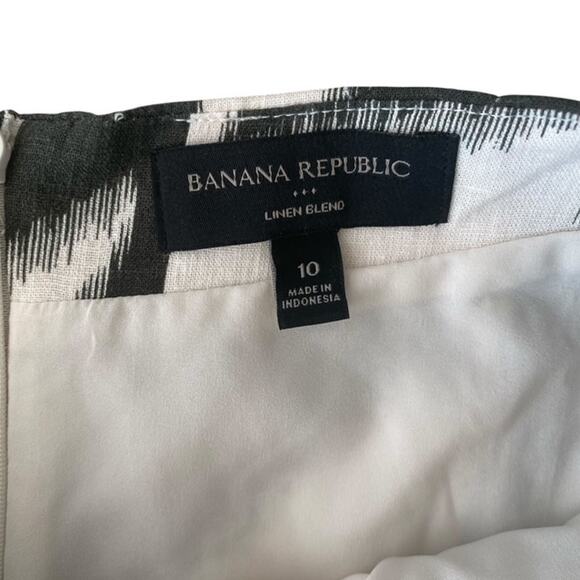 BANANA REPUBLIC
LINEN BLEND
10
MADE IN
INDONESIA